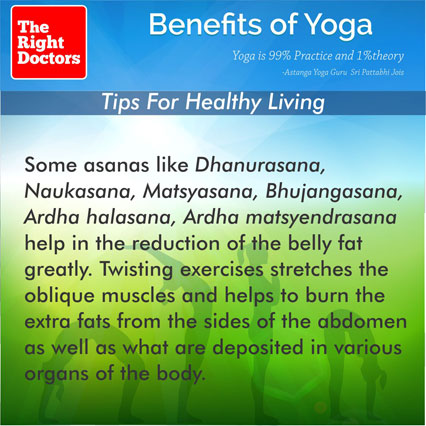 The
Right
Doctors
Benefits of Yoga
Yoga is 99% Practice and 1%theory
-Astanga Yoga Guru Sri Pattabhi Jois
Tips For Healthy Living
Some asanas like Dhanurasana,
Naukasana, Matsyasana, Bhujangasana,
Ardha halasana, Ardha matsyendrasana
help in the reduction of the belly fat
greatly. Twisting exercises stretches the
oblique muscles and helps to burn the
extra fats from the sides of the abdomen
as well as what are deposited in various
organs of the body.